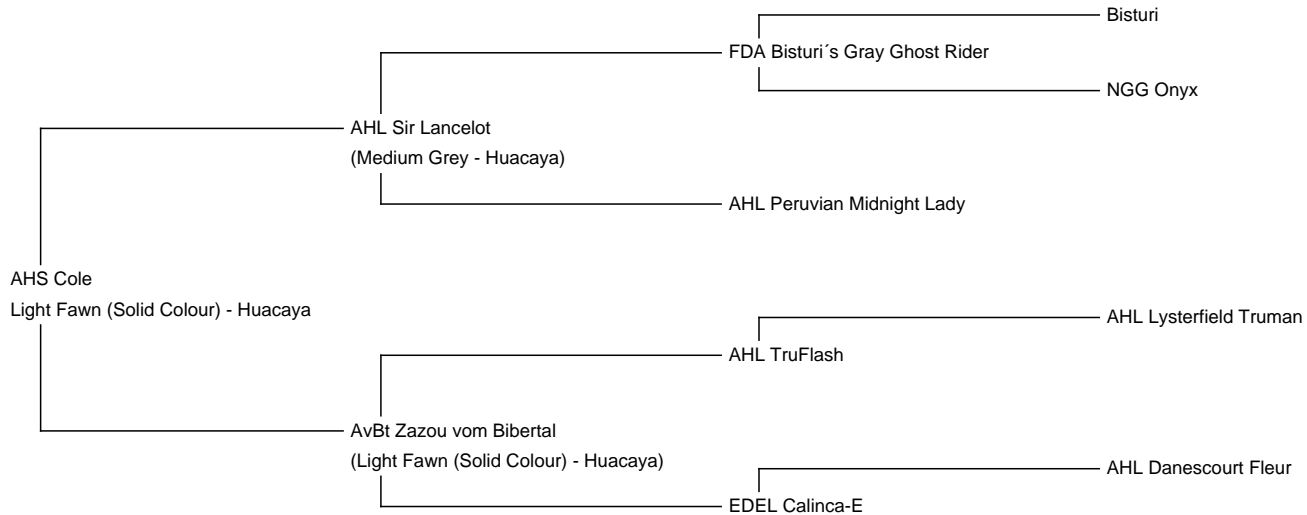 Bisturi
FDA Bisturi´s Gray Ghost Rider
NGG Onyx
AHL Sir Lancelot
(Medium Grey - Huacaya)
AHL Peruvian Midnight Lady
AHS Cole
Light Fawn (Solid Colour) - Huacaya
AHL Lysterfield Truman
AHL TruFlash
AvBt Zazou vom Bibertal
(Light Fawn (Solid Colour) - Huacaya)
AHL Danescourt Fleur
EDEL Calinca-E